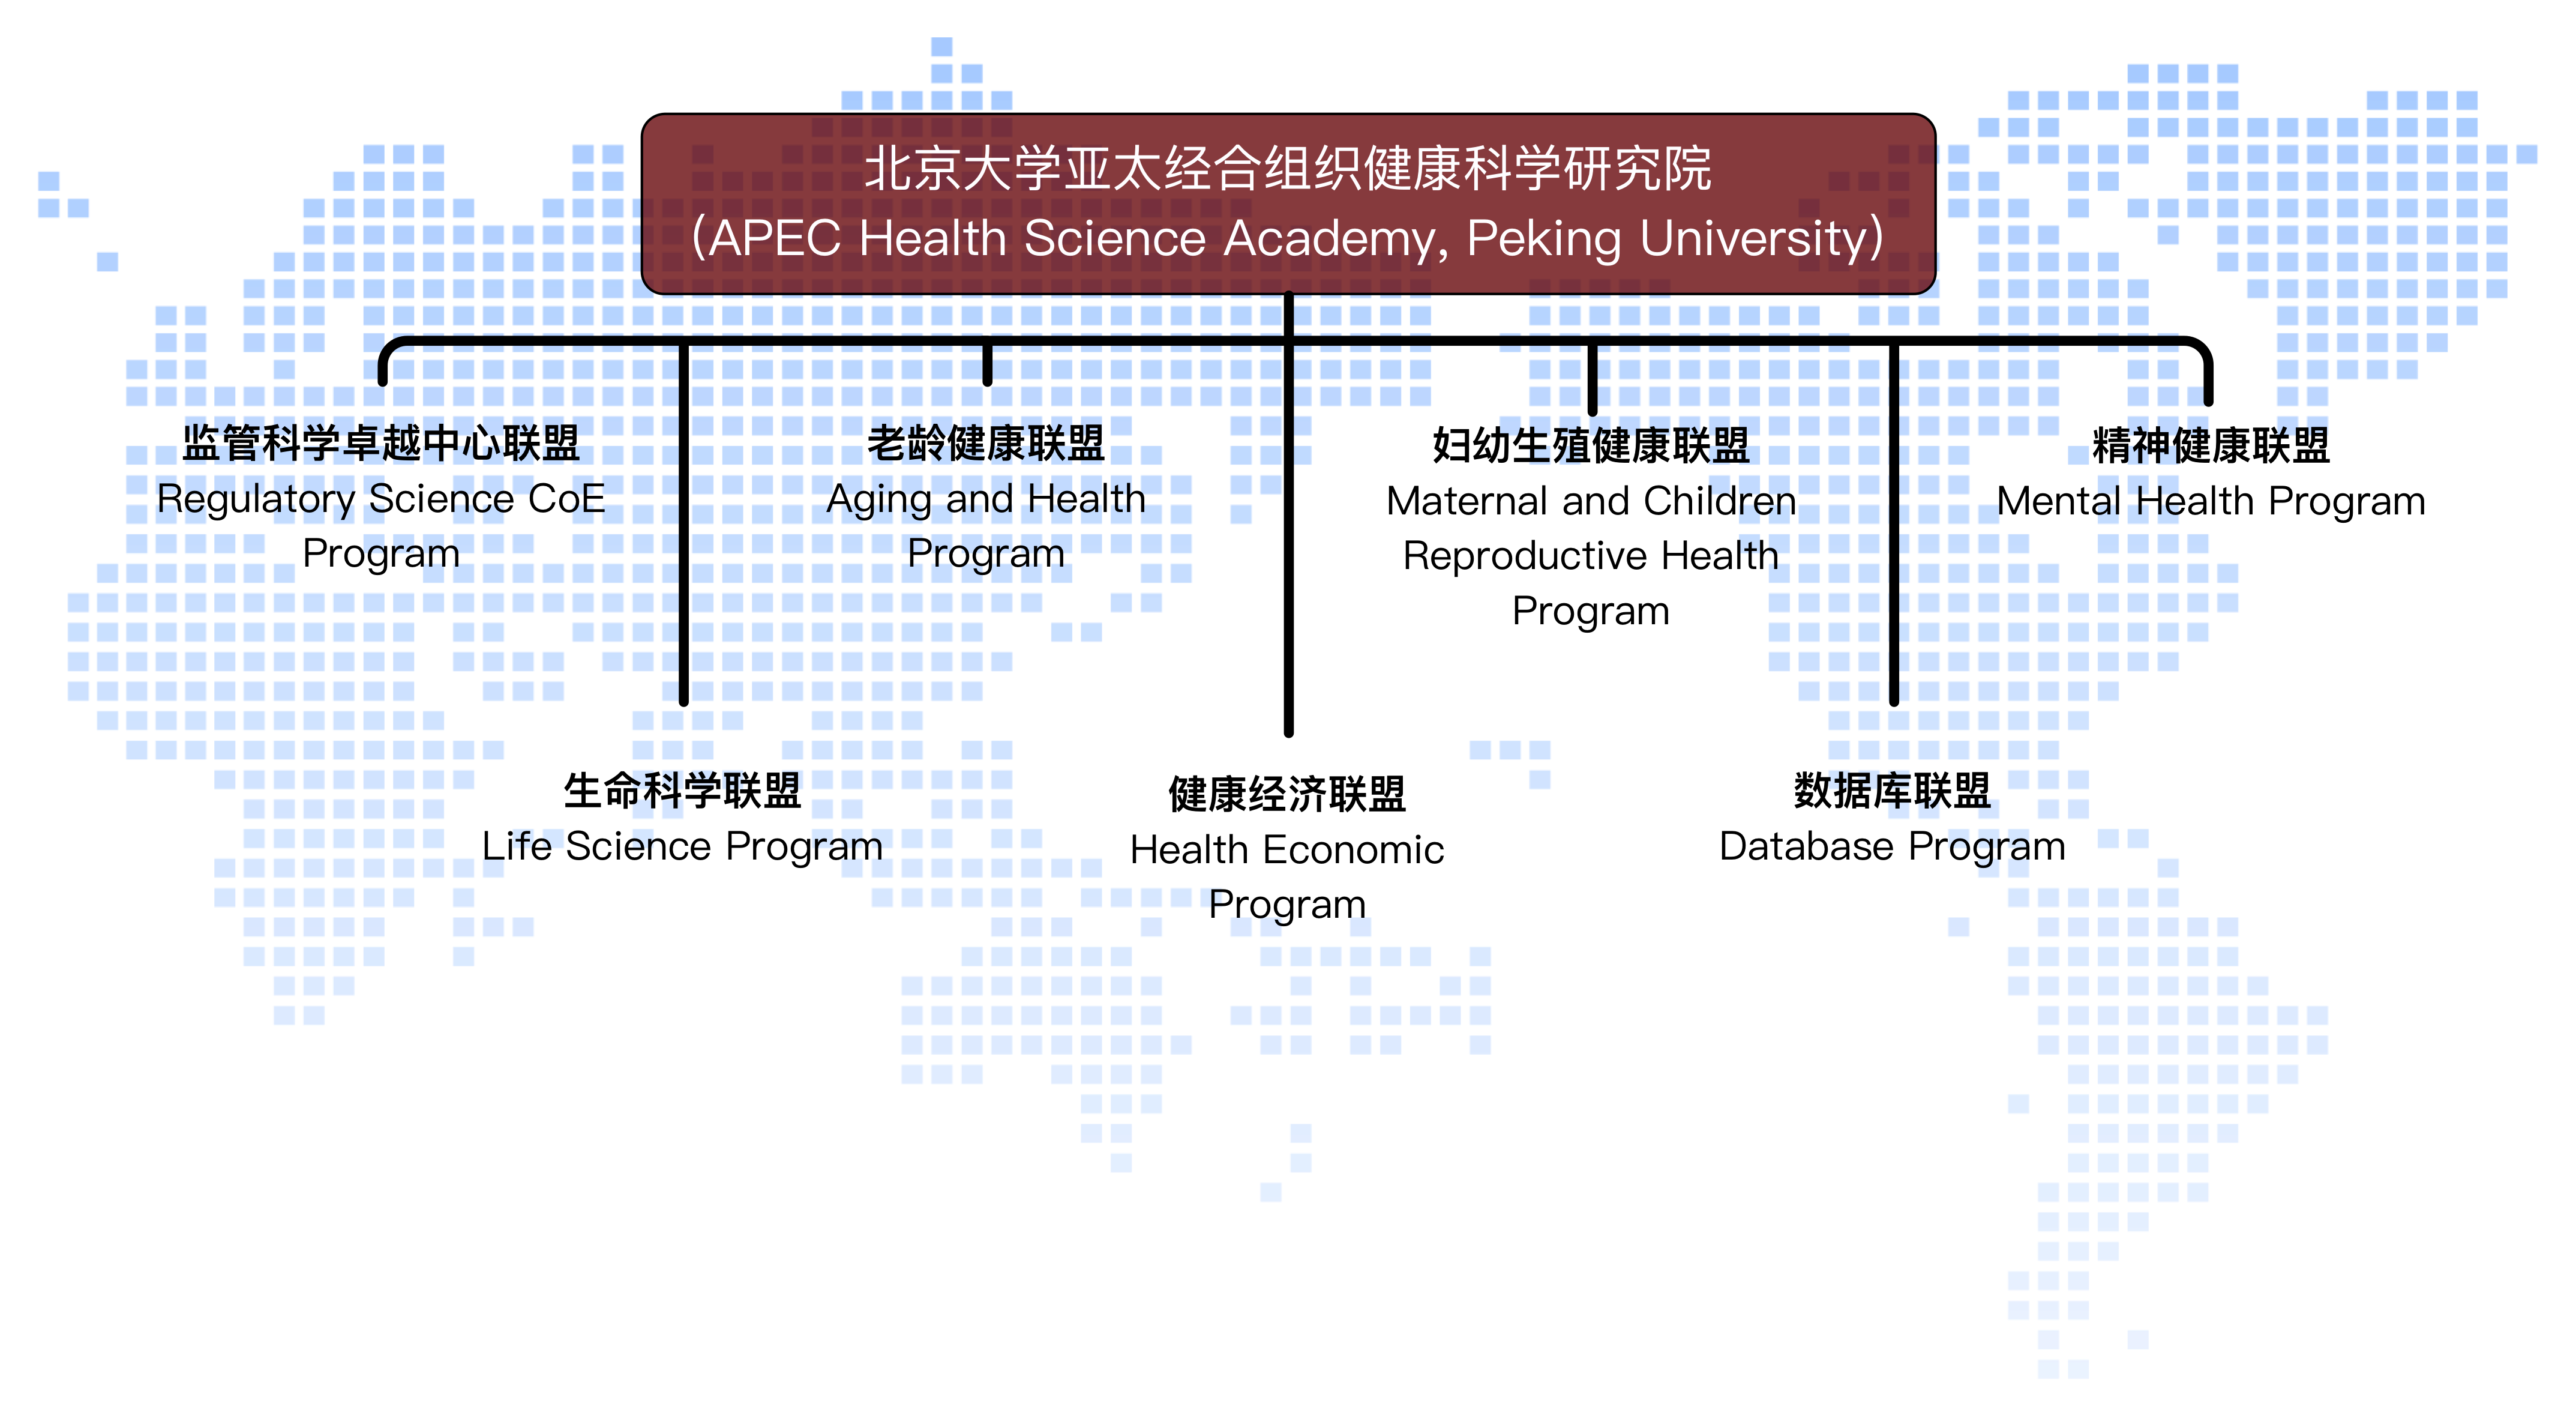 北京大学亚太经合组织健康科学研究院
(APEC Health Science Academy, Peking University)
监管科学卓越中心联盟
Regulatory Science CoE
Program
老龄健康联盟
Aging and Health
Program
妇幼生殖健康联盟
Maternal and Children
Reproductive Health
Program
精神健康联盟
Mental Health Program
生命科学联盟
Life Science Program
健康经济联盟
Health Economic
Program
数据库联盟
Database Program